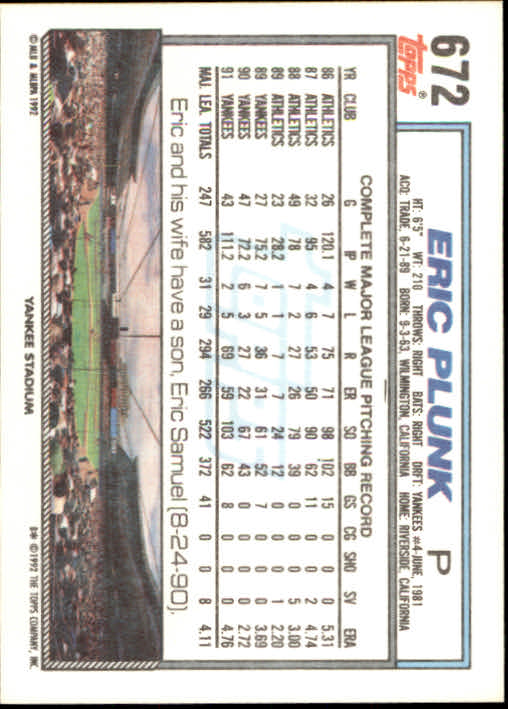 672
TOPPS®
ERIC PLUNK P
HT: 6'5" WT: 210 THROWS: RIGHT BATS: RIGHT DRFT: YANKEES #4-JUNE, 1981
ACQ: TRADE, 6-21-89 BORN: 9-3-63, WILMINGTON, CALIFORNIA HOME: RIVERSIDE, CALIFORNIA
COMPLETE MAJOR LEAGUE PITCHING RECORD
YR CLUB G IP W L R ER SO BB GS CG SHO SV ERA
86 ATHLETICS 26 120.1 4 7 75 71 98 102 15 0 0 0 5.31
87 ATHLETICS 32 95 4 6 53 50 90 62 11 0 0 2 4.74
88 ATHLETICS 49 78 7 2 27 26 79 39 0 0 0 5 3.00
89 ATHLETICS 23 28.2 1 1 7 7 24 12 0 0 0 1 2.20
89 YANKEES 27 75.2 7 5 36 31 61 52 7 0 0 0 3.69
90 YANKEES 47 72.2 6 3 27 22 67 43 0 0 0 0 2.72
91 YANKEES 43 111.2 2 5 69 59 103 62 8 0 0 0 4.76
MAJ. LEA. TOTALS 247 582 31 29 294 266 522 372 41 0 0 8 4.11
Eric and his wife have a son, Eric Samuel (8-24-90).
©MLB & MLBPA 1992
YANKEE STADIUM
B* ©1992 THE TOPPS COMPANY, INC.